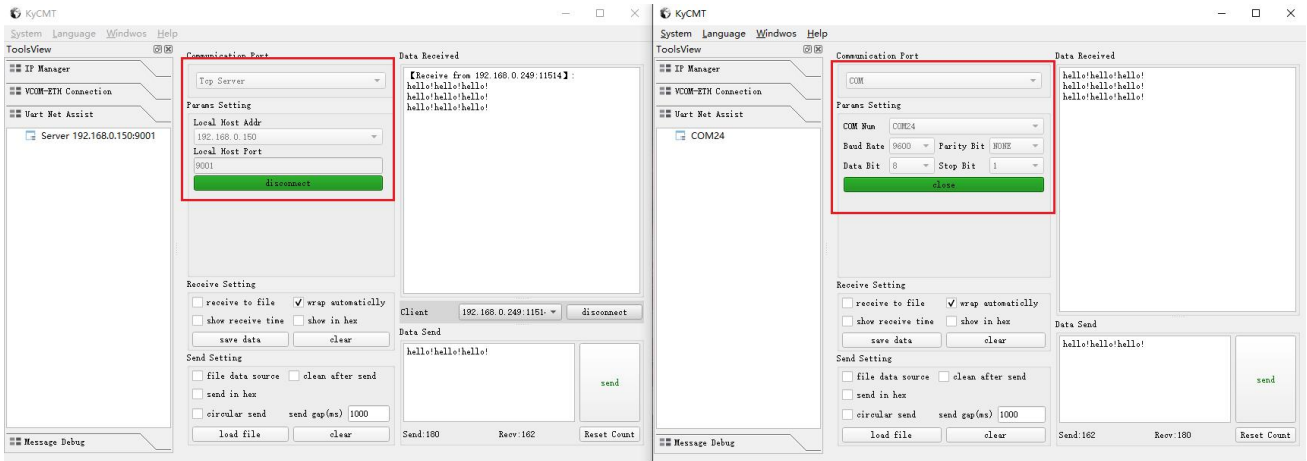 KyCMT
System Language Windwos Help
ToolsView
IP Manager
VCOM-ETH Connection
Uart Net Assist
Server 192.168.0.150:9001
Message Debug
Communication Port
Tcp Server
Params Setting
Local Host Addr
192.168.0.150
Local Host Port
9001
disconnect
Receive Setting
receive to file wrap automaticlly
show receive time show in hex
save data clear
Send Setting
file data source clean after send
send in hex
circular send send gap(ms) 1000
load file clear
Data Received
【Receive from 192.168.0.249:11514】:
hello!hello!hello!
hello!hello!hello!
hello!hello!hello!
Client 192.168.0.249:1151· disconnect
Data Send
hello!hello!hello!
send
Send:180 Recv:162 Reset Count
KyCMT
System Language Windwos Help
ToolsView
IP Manager
VCOM-ETH Connection
Uart Net Assist
COM24
Message Debug
Communication Port
COM
Params Setting
COM Num COM24
Baud Rate 9600 Parity Bit NONE
Data Bit 8 Stop Bit 1
close
Receive Setting
receive to file wrap automaticlly
show receive time show in hex
save data clear
Send Setting
file data source clean after send
send in hex
circular send send gap(ms) 1000
load file clear
Data Received
hello!hello!hello!
hello!hello!hello!
hello!hello!hello!
Data Send
hello!hello!hello!
send
Send:162 Recv:180 Reset Count